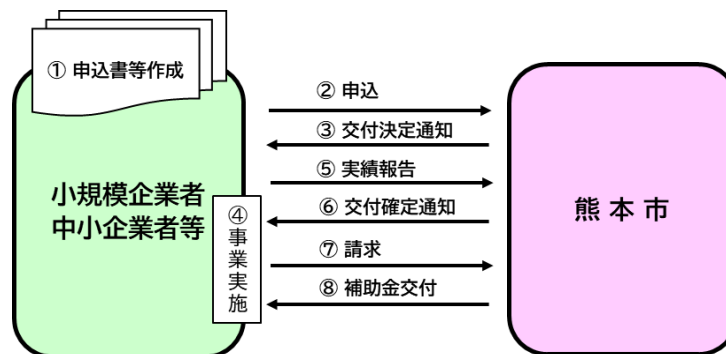 ① 申込書等作成
② 申込
③ 交付決定通知
小規模企業者
中小企業者等
④事業実施
⑤ 実績報告
⑥ 交付確定通知
⑦ 請求
⑧ 補助金交付
熊本市